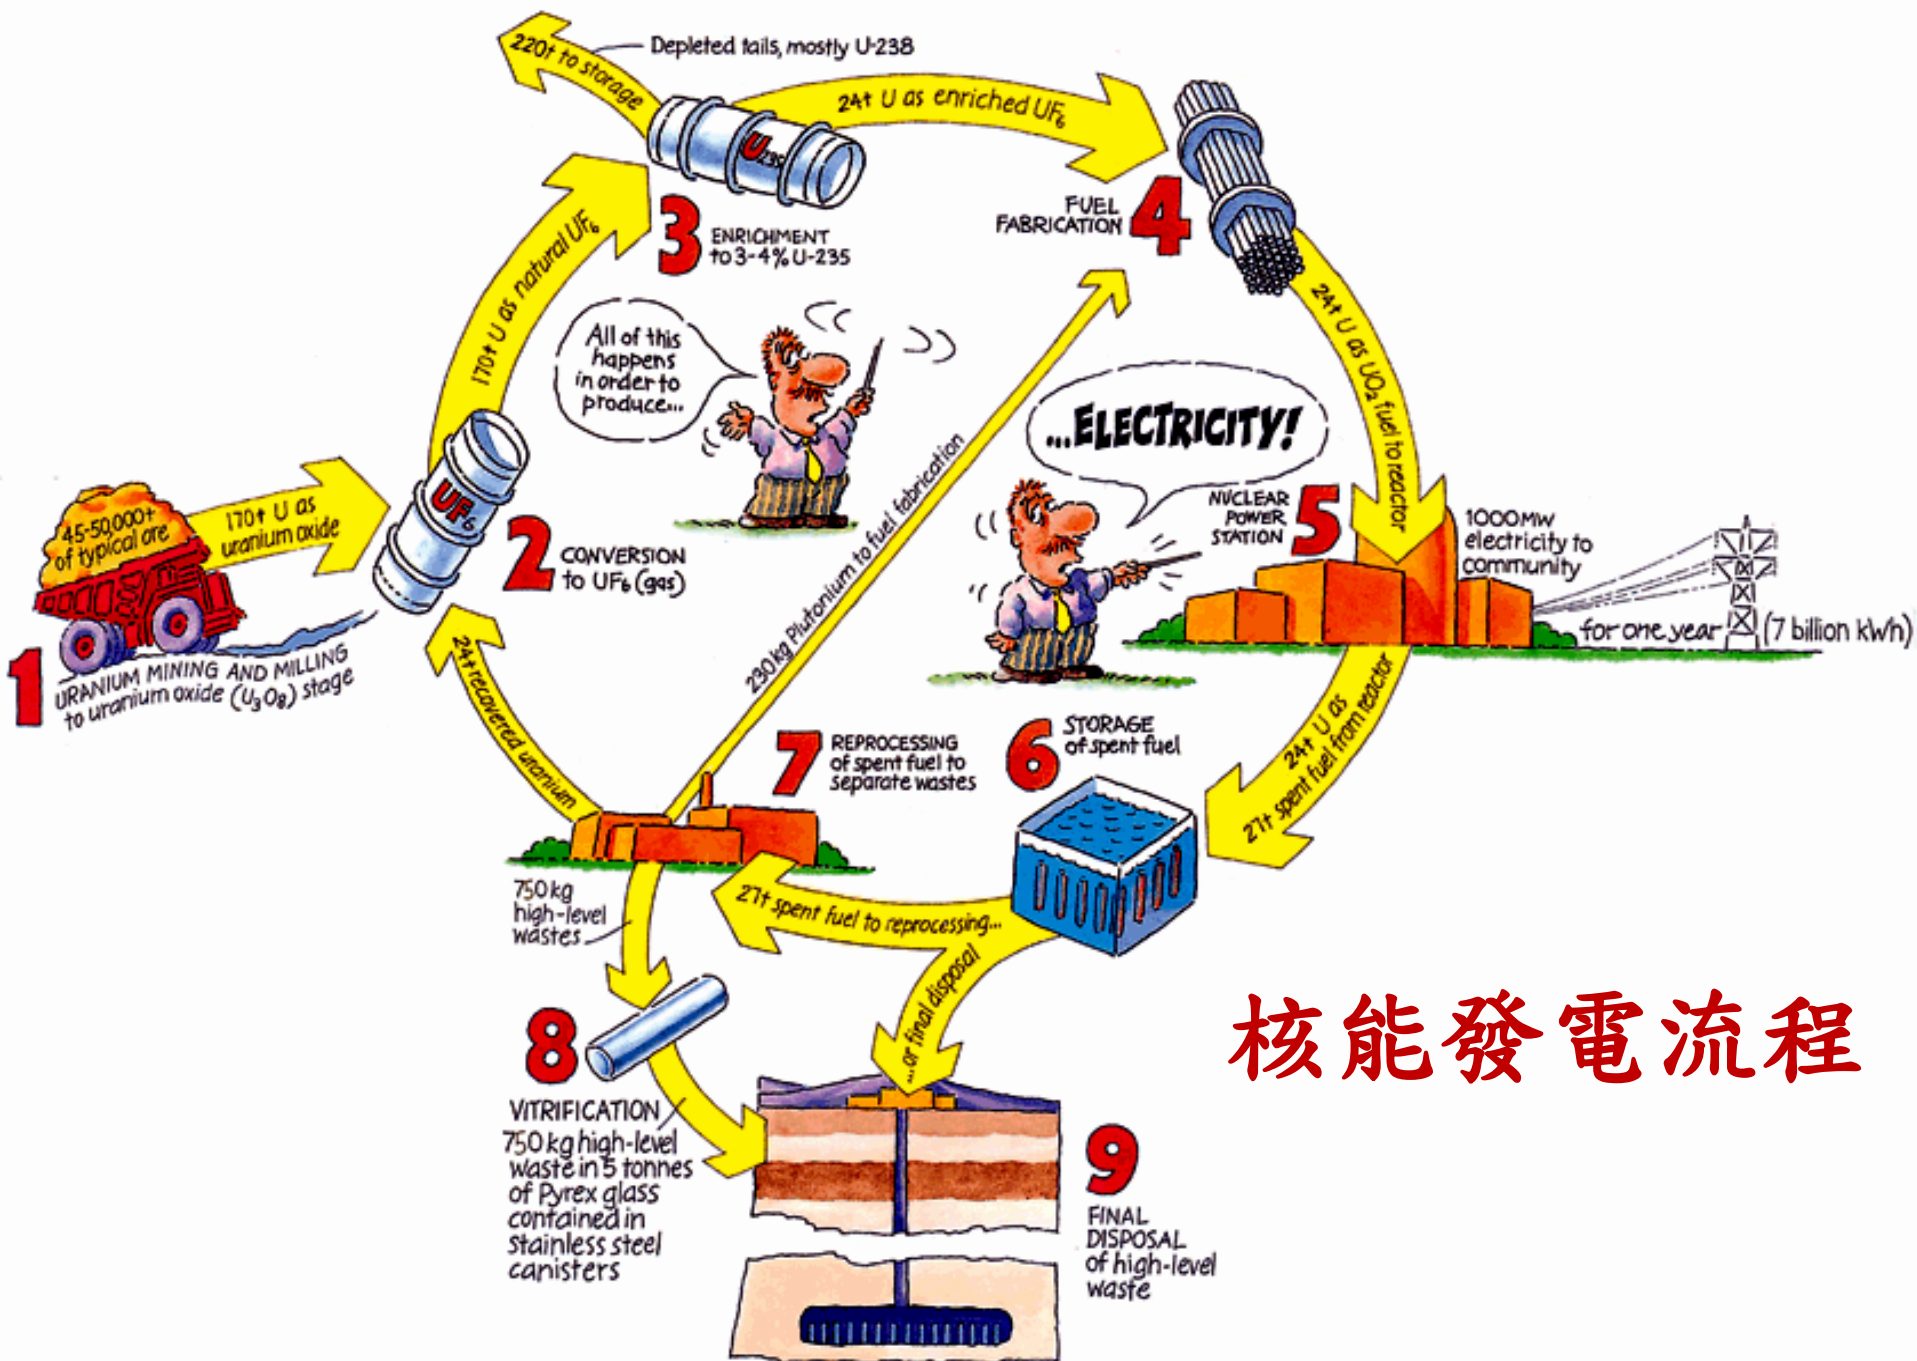 220t to storage
Depleted tails, mostly U-238
24t U as enriched UF₆
U
3
ENRICHMENT
to 3-4% U-235
FUEL
FABRICATION
4
170t U as natural UF₆
24t U as UO₂ fuel to reactor
All of this
happens
in order to
produce...
...ELECTRICITY!
45-50,000t
of typical ore
170t U as
uranium oxide
UF₆
2
CONVERSION
to UF₆ (gas)
1
URANIUM MINING AND MILLING
to uranium oxide (U₃O₈) stage
230 kg Plutonium to fuel fabrication
NUCLEAR
POWER
STATION
5
1000MW
electricity to
community
for one year
(7 billion kWh)
24t recovered uranium
24t U as
spent fuel from reactor
27t spent fuel from reactor
6
STORAGE
of spent fuel
7
REPROCESSING
of spent fuel to
separate wastes
27t spent fuel to reprocessing...
...or final disposal
750 kg
high-level
wastes
8
VITRIFICATION
750 kg high-level
waste in 5 tonnes
of Pyrex glass
contained in
stainless steel
canisters
9
FINAL
DISPOSAL
of high-level
waste
核能發電流程